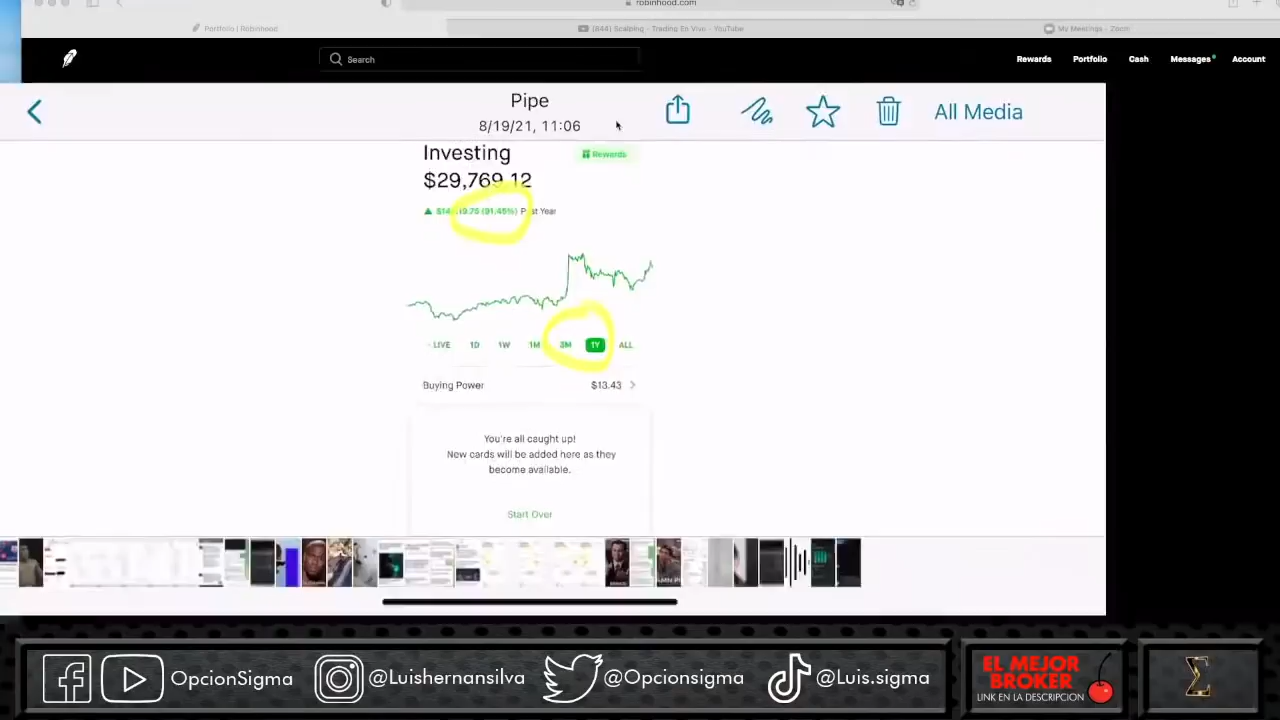 robinhood.com
Portfolio | Robinhood
(844) Scalping - Trading En Vivo - YouTube
My Meetings - Zoom
Search
Rewards
Portfolio
Cash
Messages
Account
Pipe
8/19/21, 11:06
All Media
Investing
Rewards
$29,769.12
(91.45%) Past Year
LIVE 1D 1W 1M 3M 1Y ALL
Buying Power $13.43
You're all caught up!
New cards will be added here as they
become available.
Start Over
OpcionSigma
@Luishernansilva
@Opcionsigma
@Luis.sigma
EL MEJOR
BROKER
LINK EN LA DESCRIPCION
Σ